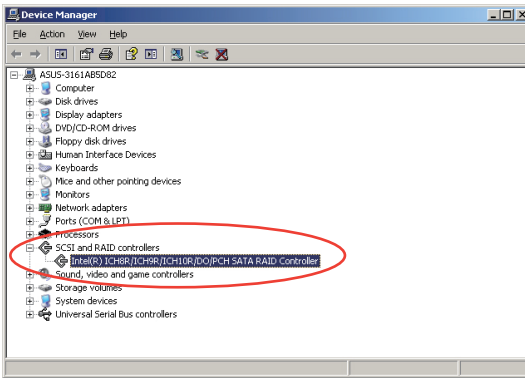 Device Manager
File Action View Help
ASUS-3161AB5D82
Computer
Disk drives
Display adapters
DVD/CD-ROM drives
Floppy disk drives
Human Interface Devices
Keyboards
Mice and other pointing devices
Monitors
Network adapters
Ports (COM & LPT)
Processors
SCSI and RAID controllers
Intel(R) ICH8R/ICH9R/ICH10R/DO/PCH SATA RAID Controller
Sound, video and game controllers
Storage volumes
System devices
Universal Serial Bus controllers